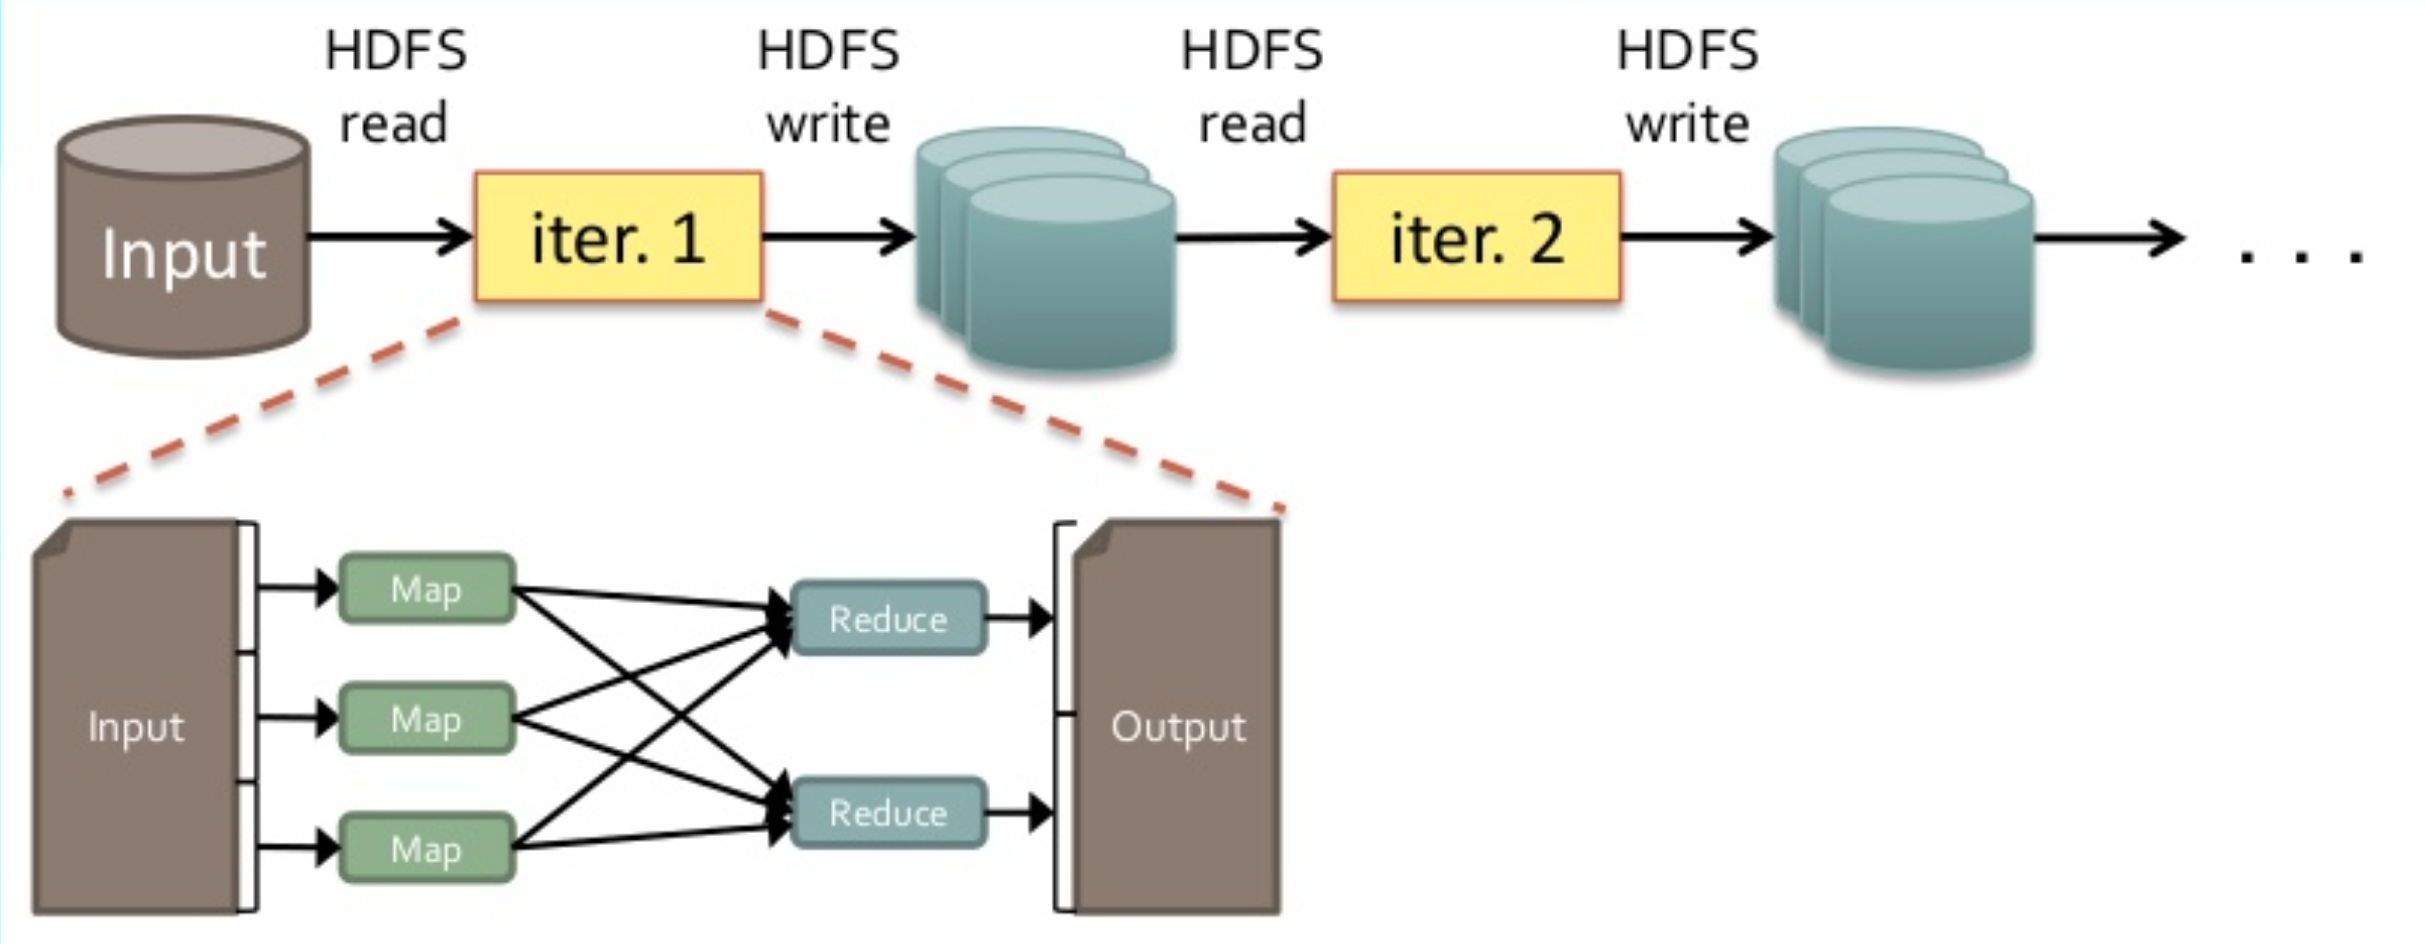 HDFS
read
HDFS
write
HDFS
read
HDFS
write
Input
iter. 1
iter. 2
. . .
Input
Map
Map
Map
Reduce
Reduce
Output